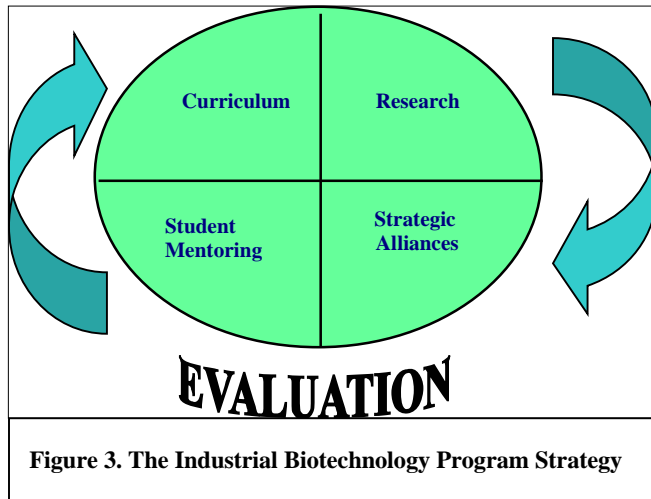 Curriculum
Research
Student
Mentoring
Strategic
Alliances
EVALUATION
Figure 3. The Industrial Biotechnology Program Strategy